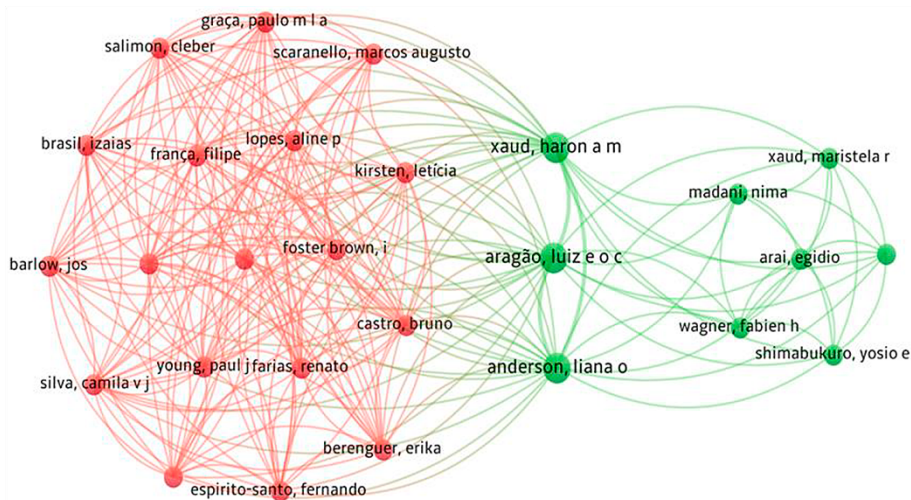 graça, paulo m l a
salimon, cleber
scaranello, marcos augusto
brasil, izaias
frança, filipe
lopes, aline p
kirsten, letícia
xaud, haron a m
xaud, maristela r
madani, nima
barlow, jos
foster brown, i
aragão, luiz e o c
arai, egidio
castro, bruno
wagner, fabien h
shimabukuro, yosio e
silva, camila v j
young, paul j
farias, renato
anderson, liana o
berenguer, erika
espirito-santo, fernando